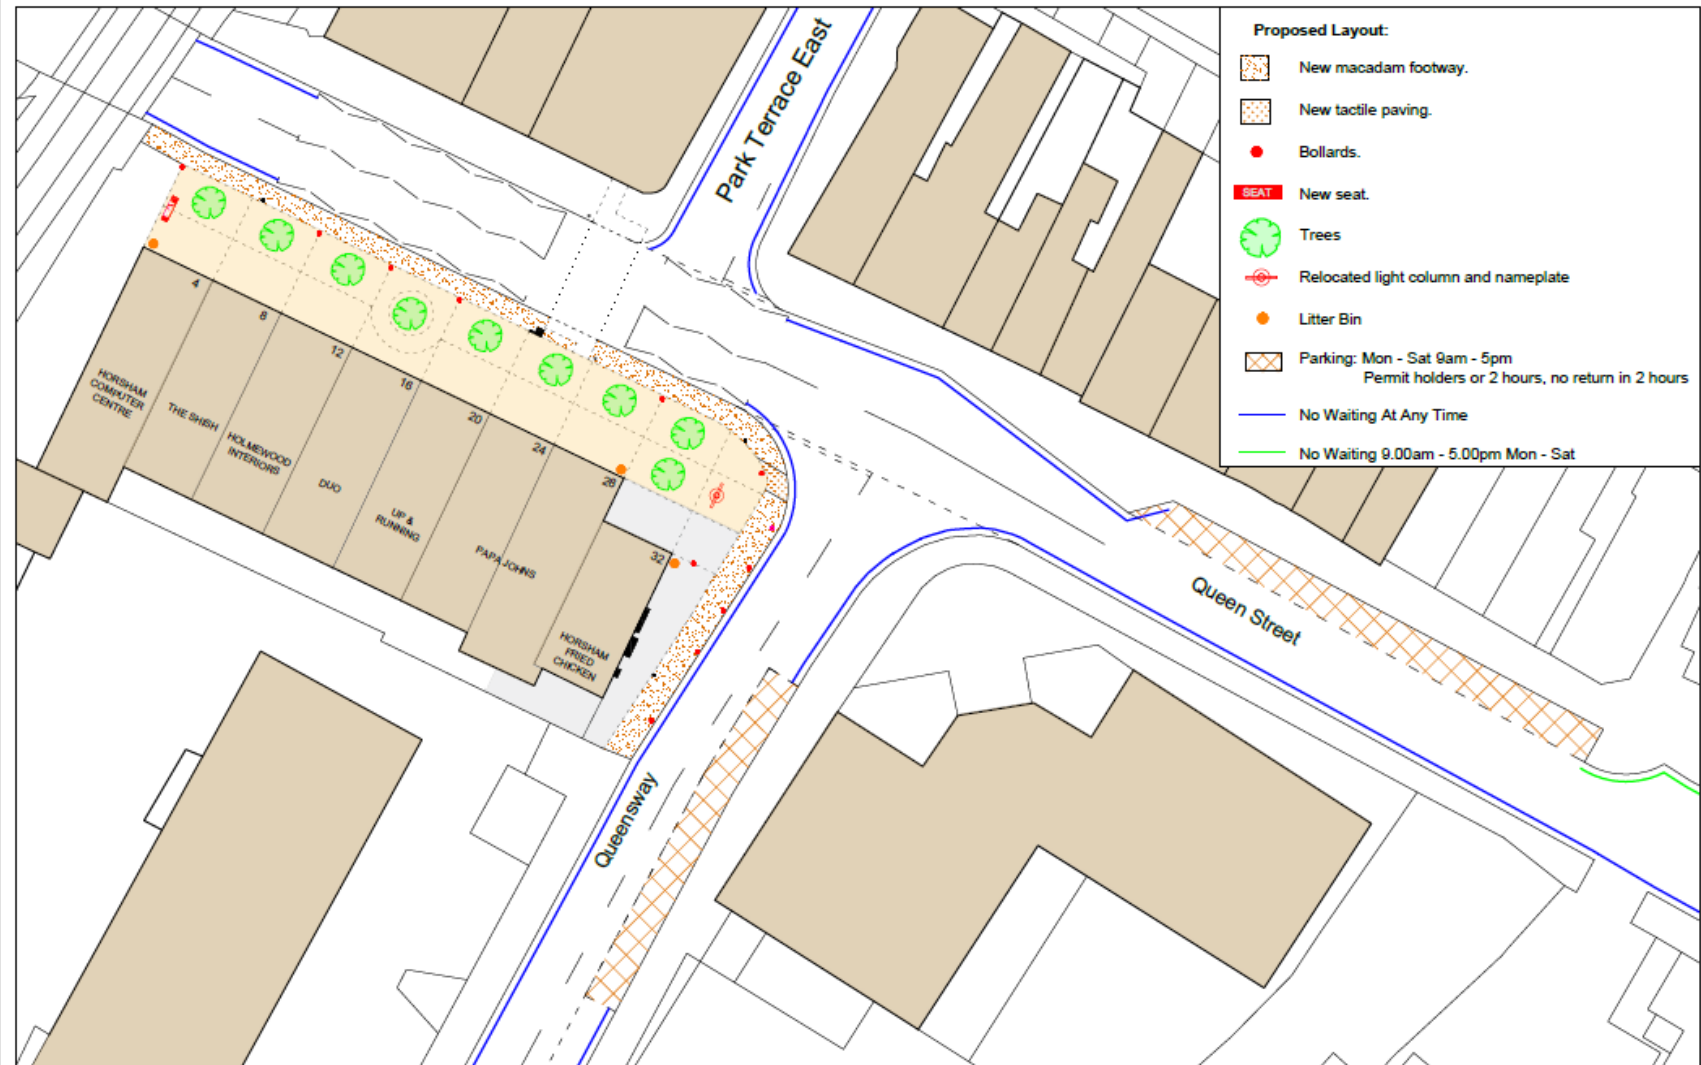 Proposed Layout:
New macadam footway.
New tactile paving.
Bollards.
SEAT
New seat.
Trees
Relocated light column and nameplate
Litter Bin
Parking: Mon - Sat 9am - 5pm
Permit holders or 2 hours, no return in 2 hours
No Waiting At Any Time
No Waiting 9.00am - 5.00pm Mon - Sat
Park Terrace East
4
8
12
16
20
24
28
32
HORSHAM
COMPUTER
CENTRE
THE SHISH
HOLMEWOOD
INTERIORS
DUO
UP &
RUNNING
PAPA JOHNS
HORSHAM
FRIED
CHICKEN
Queen Street
Queensway